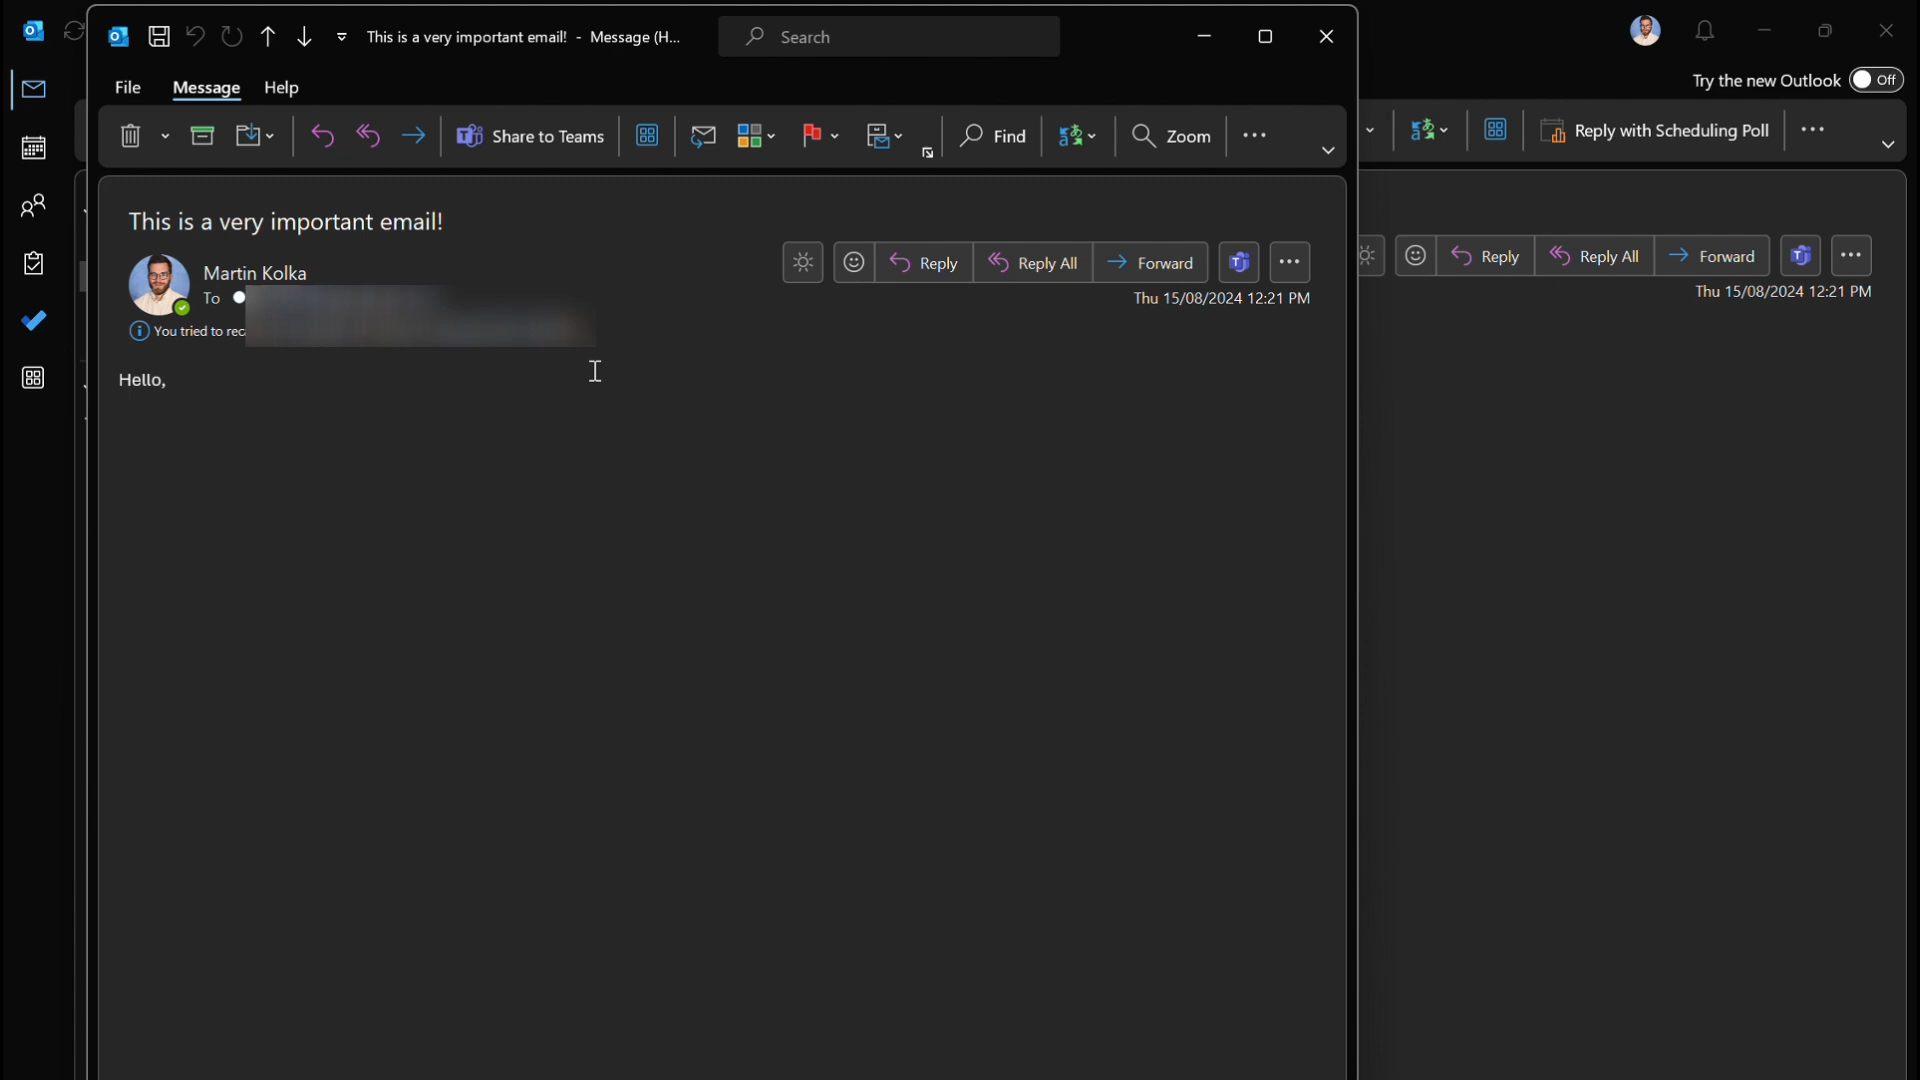 This is a very important email! - Message (H...
Search
Try the new Outlook
Off
File
Message
Help
Share to Teams
Find
Zoom
Reply with Scheduling Poll
This is a very important email!
Martin Kolka
To
You tried to rec
Reply
Reply All
Forward
Thu 15/08/2024 12:21 PM
Reply
Reply All
Forward
Thu 15/08/2024 12:21 PM
Hello,